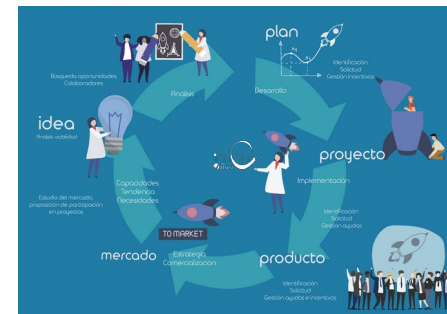 plan
Identificación
Solicitud
Gestión incentivos
Búsqueda oportunidades
Colaboradores
Análisis
Desarrollo
idea
Análisis viabilidad
proyecto
Implementación
Capacidades
Tendencia
Necesidades
Estudio del mercado,
proposición de participación
en proyectos
Identificación
Solicitud
Gestión ayudas
TO MARKET
mercado
Estrategia
Comercialización
producto
Identificación
Solicitud
Gestión ayudas e incentivos